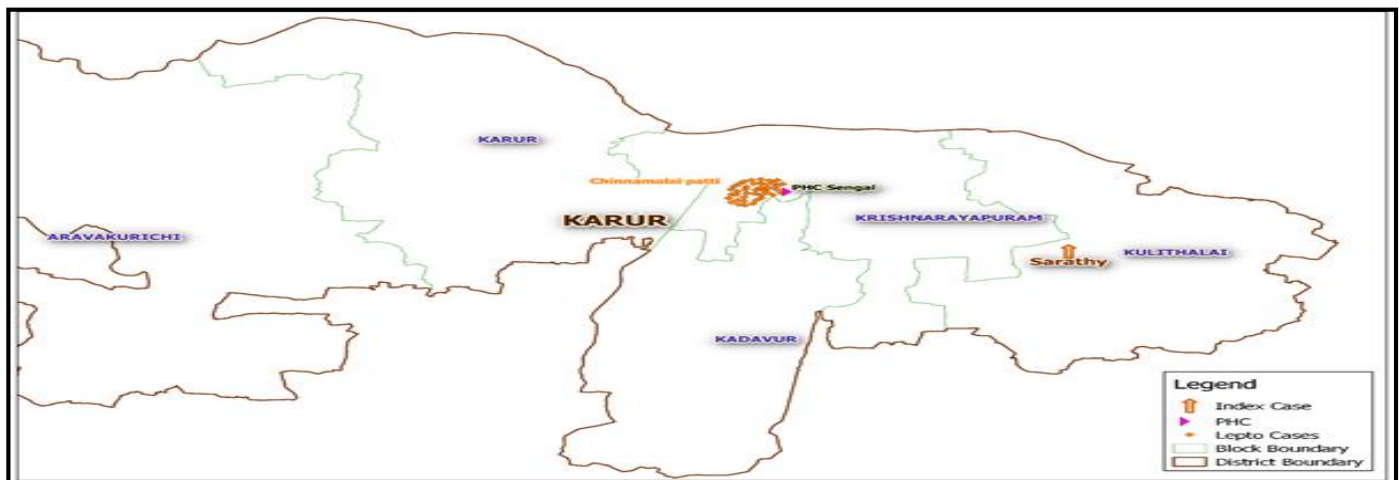 KARUR
Chinnamalai patti
PHC Sengal
KARUR
KRISHNARAYAPURAM
ARAVAKURICHI
Sarathy
KULITHALAI
KADAVUR
Legend
Index Case
PHC
Lepto Cases
Block Boundary
District Boundary